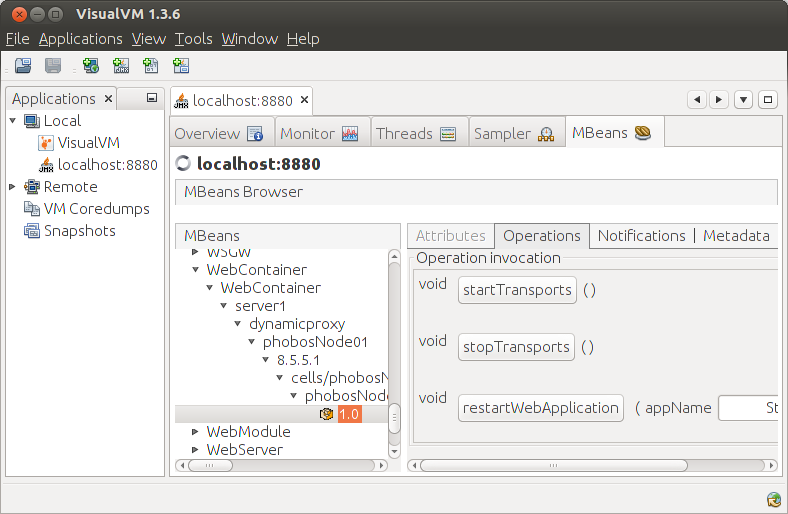 VisualVM 1.3.6
File Applications View Tools Window Help
Applications
Local
VisualVM
localhost:8880
Remote
VM Coredumps
Snapshots
JMX localhost:8880
Overview Monitor Threads Sampler MBeans
localhost:8880
MBeans Browser
MBeans
WSGW
WebContainer
WebContainer
server1
dynamicproxy
phobosNode01
8.5.5.1
cells/phobosN
phobosNode
1.0
WebModule
WebServer
Attributes Operations Notifications Metadata
Operation invocation
void startTransports ()
void stopTransports ()
void restartWebApplication ( appName St